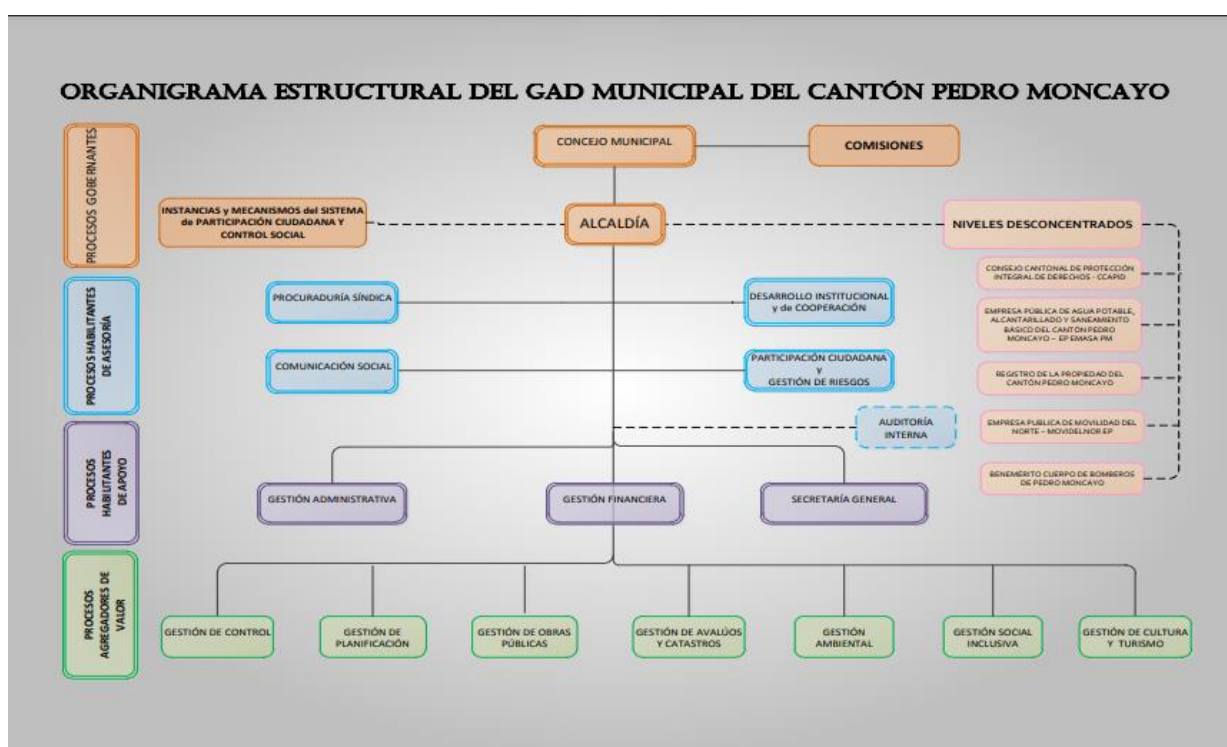 ORGANIGRAMA ESTRUCTURAL DEL GAD MUNICIPAL DEL CANTÓN PEDRO MONCAYO
PROCESOS GOBERNANTES
CONCEJO MUNICIPAL
COMISIONES
INSTANCIAS y MECANISMOS del SISTEMA
de PARTICIPACIÓN CIUDADANA Y
CONTROL SOCIAL
ALCALDÍA
NIVELES DESCONCENTRADOS
CONSEJO CANTONAL DE PROTECCIÓN
INTEGRAL DE DERECHOS - CCAPID
EMPRESA PÚBLICA DE AGUA POTABLE,
ALCANTARILLADO Y SANEAMIENTO
BÁSICO DEL CANTÓN PEDRO
MONCAYO – EP EMASA PM
REGISTRO DE LA PROPIEDAD DEL
CANTÓN PEDRO MONCAYO
EMPRESA PUBLICA DE MOVILIDAD DEL
NORTE – MOVIDELNOR EP
BENEMÉRITO CUERPO DE BOMBEROS
DE PEDRO MONCAYO
PROCESOS HABILITANTES
DE ASESORÍA
PROCURADURÍA SÍNDICA
DESARROLLO INSTITUCIONAL
y de COOPERACIÓN
COMUNICACIÓN SOCIAL
PARTICIPACIÓN CIUDADANA
y
GESTIÓN DE RIESGOS
AUDITORÍA
INTERNA
PROCESOS
HABILITANTES
DE APOYO
GESTIÓN ADMINISTRATIVA
GESTIÓN FINANCIERA
SECRETARÍA GENERAL
PROCESOS
AGREGADORES DE
VALOR
GESTIÓN DE CONTROL
GESTIÓN DE
PLANIFICACIÓN
GESTIÓN DE OBRAS
PÚBLICAS
GESTIÓN DE AVALÚOS
Y CATASTROS
GESTIÓN
AMBIENTAL
GESTIÓN SOCIAL
INCLUSIVA
GESTIÓN DE CULTURA
Y TURISMO